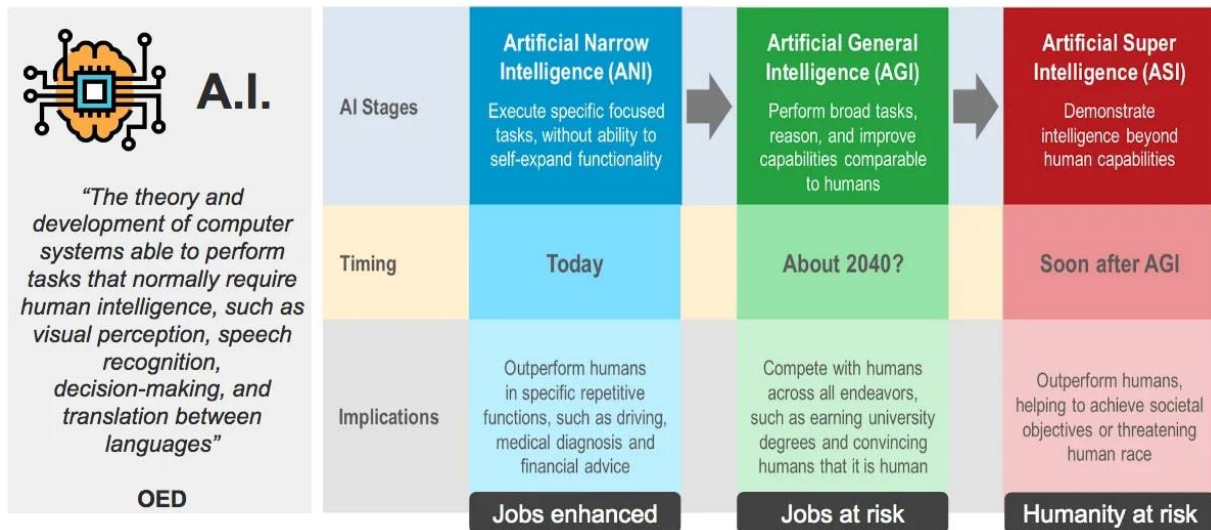 A.I.
“The theory and
development of computer
systems able to perform
tasks that normally require
human intelligence, such as
visual perception, speech
recognition,
decision-making, and
translation between
languages”
OED
AI Stages
Artificial Narrow
Intelligence (ANI)
Execute specific focused
tasks, without ability to
self-expand functionality
Artificial General
Intelligence (AGI)
Perform broad tasks,
reason, and improve
capabilities comparable
to humans
Artificial Super
Intelligence (ASI)
Demonstrate
intelligence beyond
human capabilities
Timing
Today
About 2040?
Soon after AGI
Implications
Outperform humans
in specific repetitive
functions, such as driving,
medical diagnosis and
financial advice
Compete with humans
across all endeavors,
such as earning university
degrees and convincing
humans that it is human
Outperform humans,
helping to achieve societal
objectives or threatening
human race
Jobs enhanced
Jobs at risk
Humanity at risk